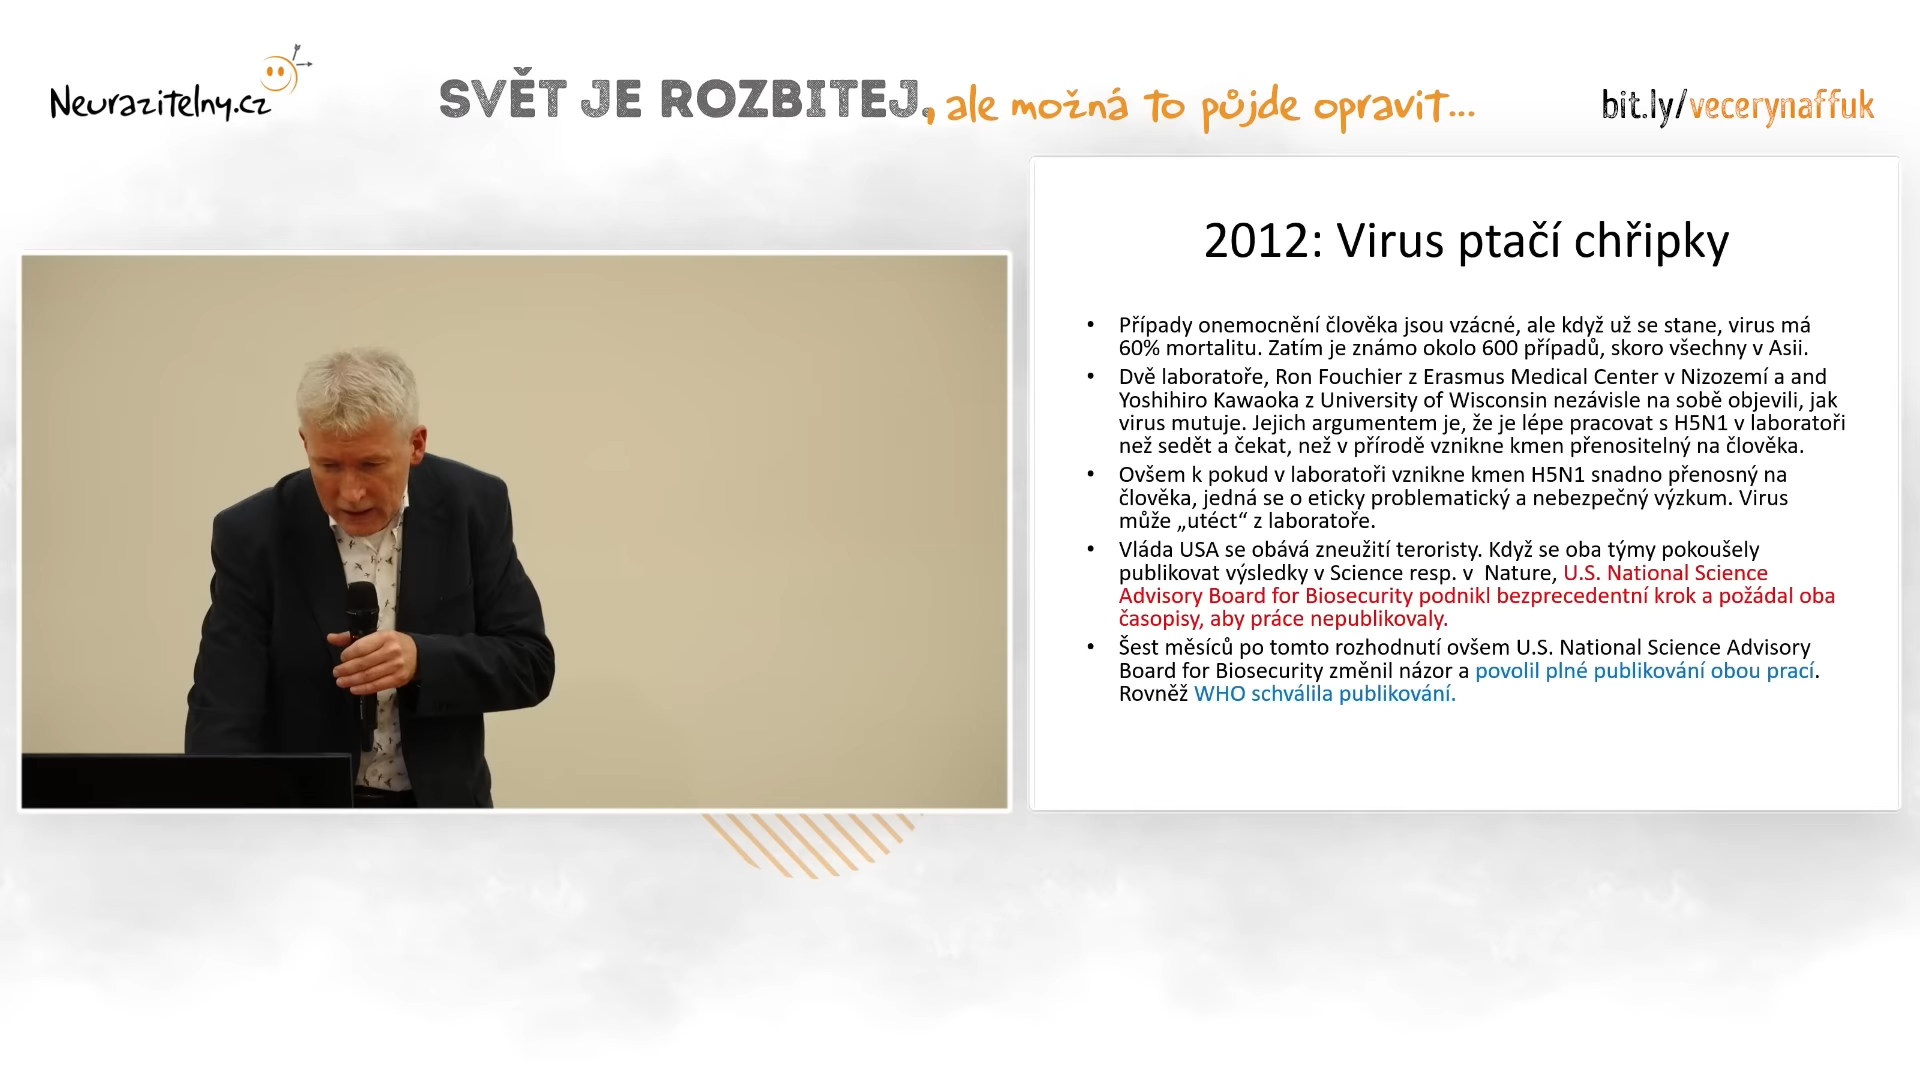 Neurazitelny.cz
SVĚT JE ROZBITEJ, ale možná to půjde opravit...
bit.ly/vecerynaffuk
2012: Virus ptačí chřipky
• Případy onemocnění člověka jsou vzácné, ale když už se stane, virus má
60% mortalitu. Zatím je známo okolo 600 případů, skoro všechny v Asii.
• Dvě laboratoře, Ron Fouchier z Erasmus Medical Center v Nizozemí a and
Yoshihiro Kawaoka z University of Wisconsin nezávisle na sobě objevili, jak
virus mutuje. Jejich argumentem je, že je lépe pracovat s H5N1 v laboratoři
než sedět a čekat, než v přírodě vznikne kmen přenositelný na člověka.
• Ovšem k pokud v laboratoři vznikne kmen H5N1 snadno přenosný na
člověka, jedná se o eticky problematický a nebezpečný výzkum. Virus
může „utéct“ z laboratoře.
• Vláda USA se obává zneužití teroristy. Když se oba týmy pokoušely
publikovat výsledky v Science resp. v Nature, U.S. National Science
Advisory Board for Biosecurity podnikl bezprecedentní krok a požádal oba
časopisy, aby práce nepublikovaly.
• Šest měsíců po tomto rozhodnutí ovšem U.S. National Science Advisory
Board for Biosecurity změnil názor a povolil plné publikování obou prací.
Rovněž WHO schválila publikování.